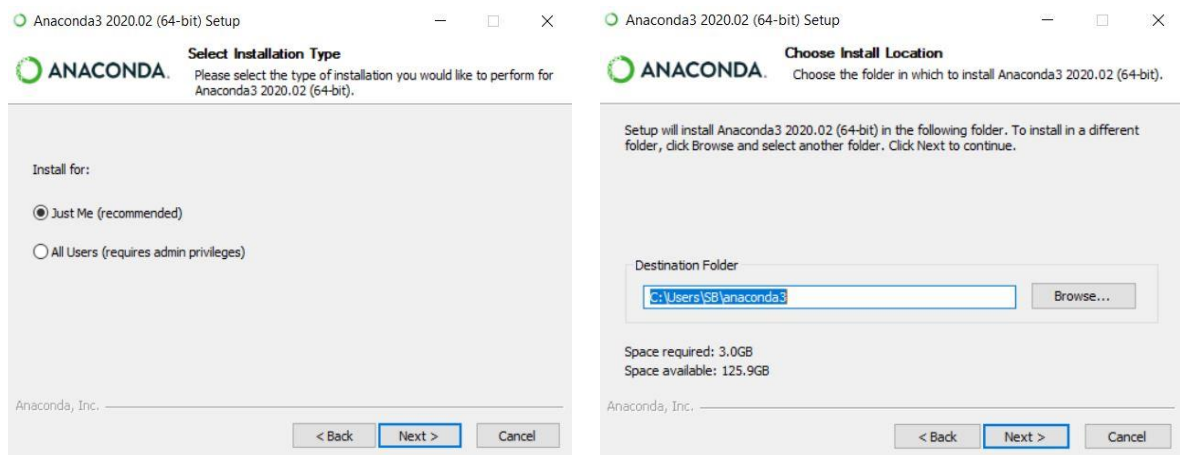 Anaconda3 2020.02 (64-bit) Setup
ANACONDA.
Select Installation Type
Please select the type of installation you would like to perform for
Anaconda3 2020.02 (64-bit).
Install for:
Just Me (recommended)
All Users (requires admin privileges)
Anaconda, Inc.
< Back
Next >
Cancel
Anaconda3 2020.02 (64-bit) Setup
ANACONDA.
Choose Install Location
Choose the folder in which to install Anaconda3 2020.02 (64-bit).
Setup will install Anaconda3 2020.02 (64-bit) in the following folder. To install in a different
folder, click Browse and select another folder. Click Next to continue.
Destination Folder
C:\Users\SB\anaconda3
Browse...
Space required: 3.0GB
Space available: 125.9GB
Anaconda, Inc.
< Back
Next >
Cancel